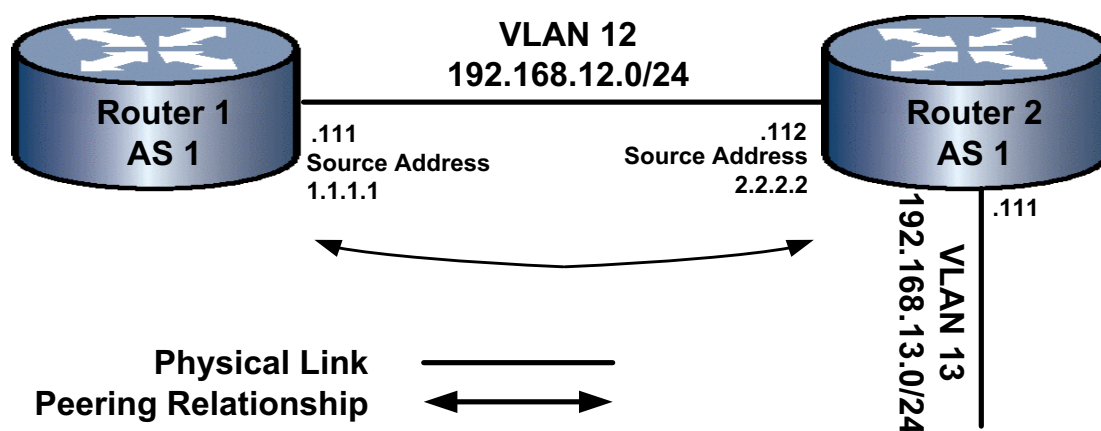 VLAN 12
192.168.12.0/24
Router 1
AS 1
.111
Source Address
1.1.1.1
.112
Source Address
2.2.2.2
Router 2
AS 1
.111
VLAN 13
192.168.13.0/24
Physical Link
Peering Relationship